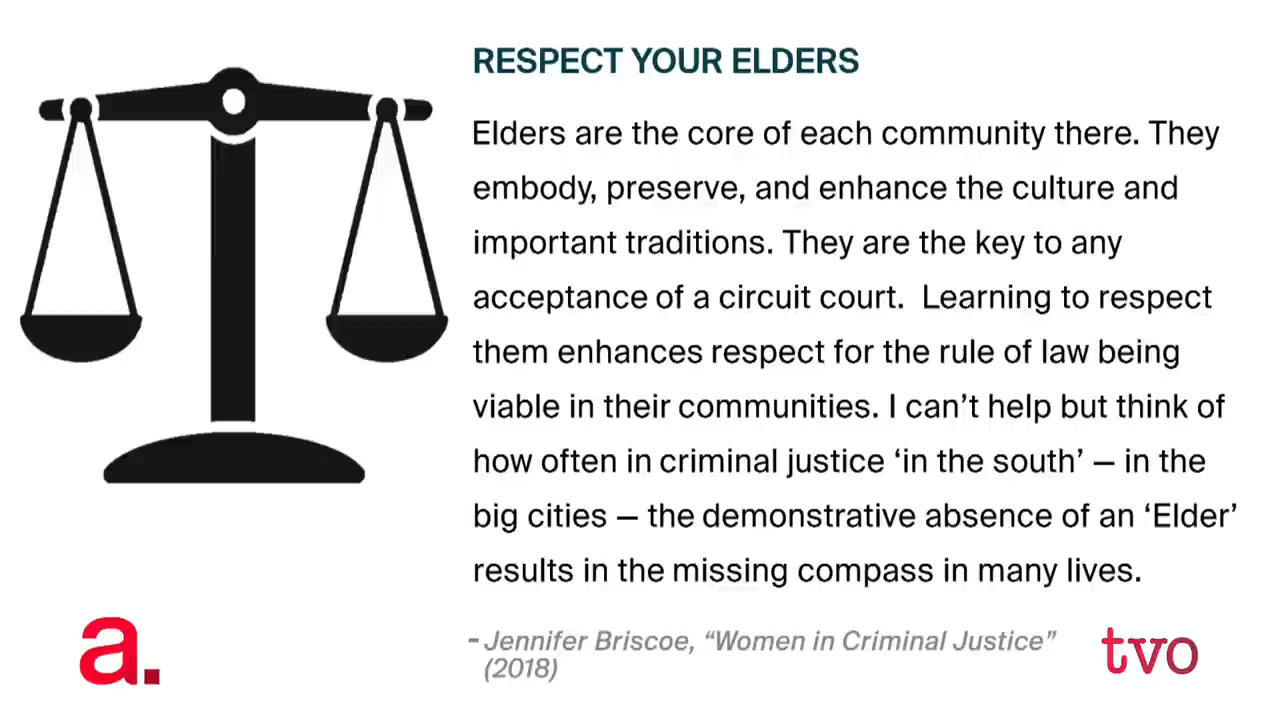 RESPECT YOUR ELDERS
Elders are the core of each community there. They
embody, preserve, and enhance the culture and
important traditions. They are the key to any
acceptance of a circuit court.  Learning to respect
them enhances respect for the rule of law being
viable in their communities. I can’t help but think of
how often in criminal justice ‘in the south’ — in the
big cities — the demonstrative absence of an ‘Elder’
results in the missing compass in many lives.
- Jennifer Briscoe, “Women in Criminal Justice”
(2018)
a.
tvo